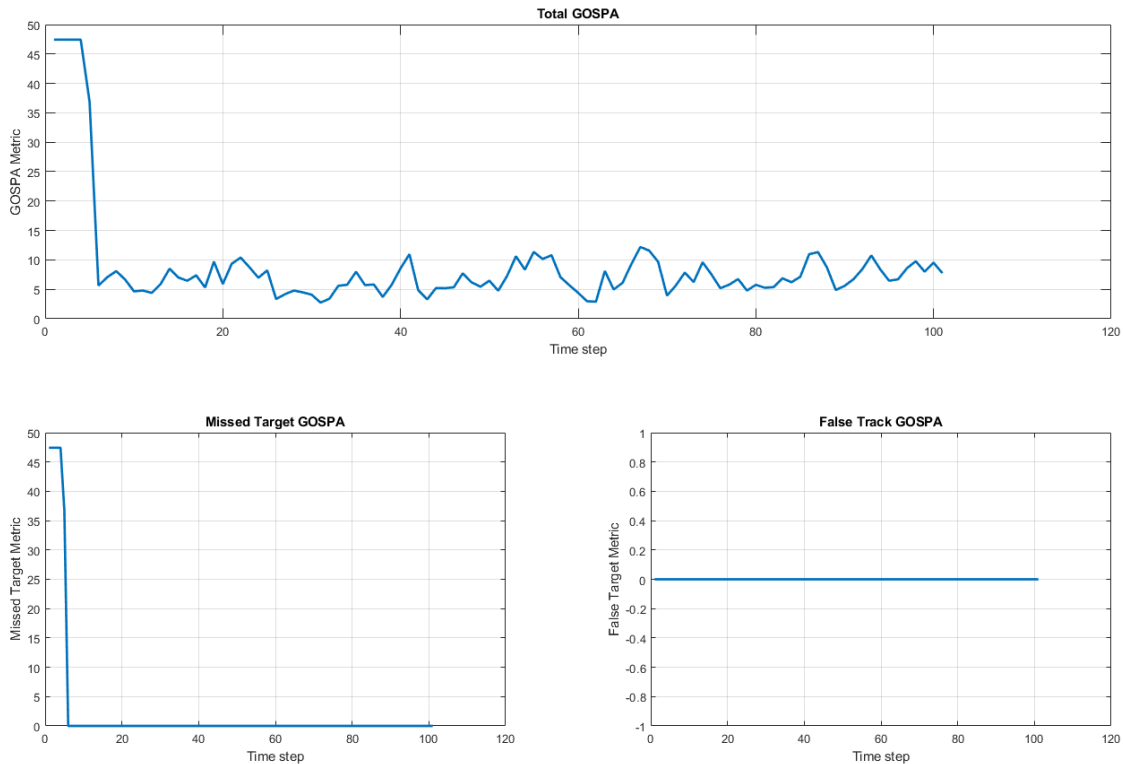 Total GOSPA
50
45
40
35
30
25
20
15
10
5
0
GOSPA Metric
0 20 40 60 80 100 120
Time step
Missed Target GOSPA
50
45
40
35
30
25
20
15
10
5
0
Missed Target Metric
0 20 40 60 80 100 120
Time step
False Track GOSPA
1
0.8
0.6
0.4
0.2
0
-0.2
-0.4
-0.6
-0.8
-1
False Target Metric
0 20 40 60 80 100 120
Time step